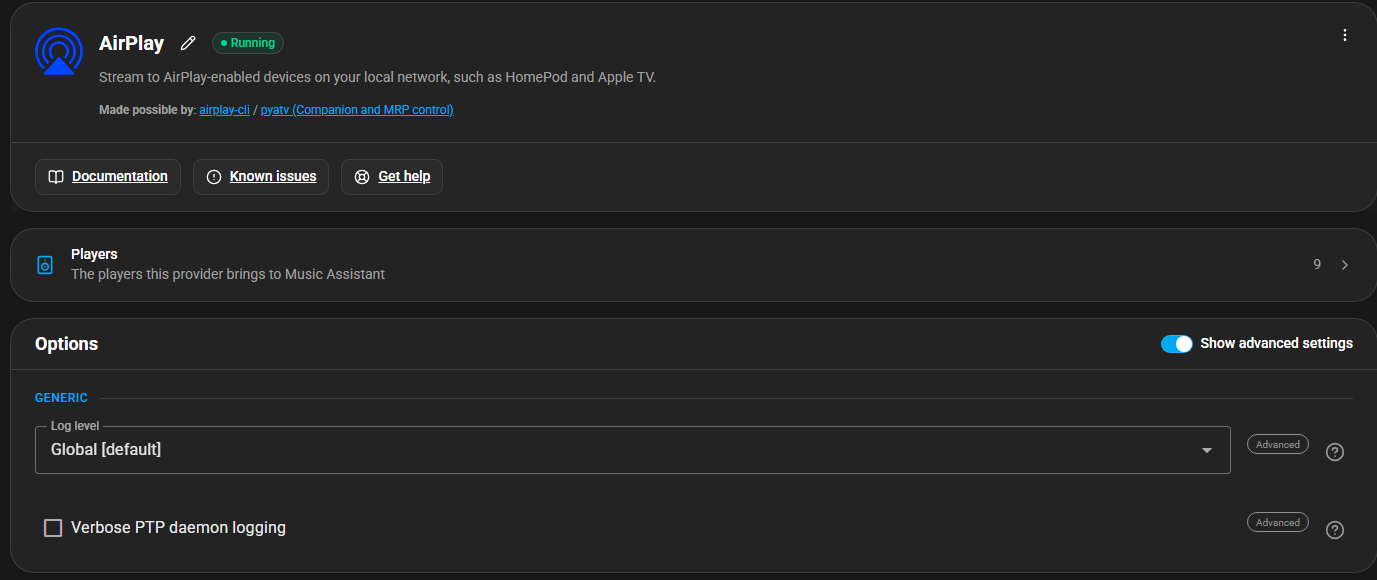 AirPlay
Running
Stream to AirPlay-enabled devices on your local network, such as HomePod and Apple TV.
Made possible by: airplay-cli / pyatv (Companion and MRP control)
Documentation
Known issues
Get help
Players
The players this provider brings to Music Assistant
9
Options
Show advanced settings
GENERIC
Log level
Global [default]
Advanced
Verbose PTP daemon logging
Advanced